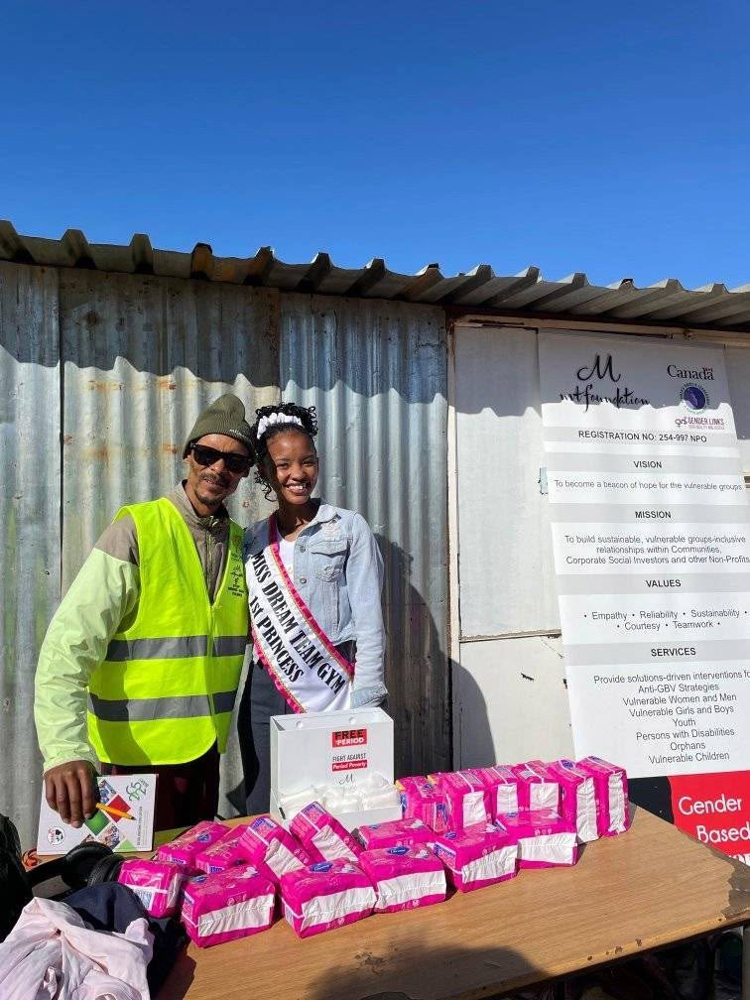 M
mt foundation
Canada
GENDER LINKS
REGISTRATION NO: 254-997 NPO
VISION
To become a beacon of hope for the vulnerable groups
MISSION
To build sustainable, vulnerable groups-inclusive
relationships within Communities,
Corporate Social Investors and other Non-Profits
VALUES
• Empathy • Reliability • Sustainability •
• Courtesy • Teamwork •
SERVICES
Provide solutions-driven interventions fo
Anti-GBV Strategies
Vulnerable Women and Men
Vulnerable Girls and Boys
Youth
Persons with Disabilities
Orphans
Vulnerable Children
Gender
Based
MISS DREAM TEAM GYM
1ST PRINCESS
FREE
PERIOD
FIGHT AGAINST
Period Poverty
M